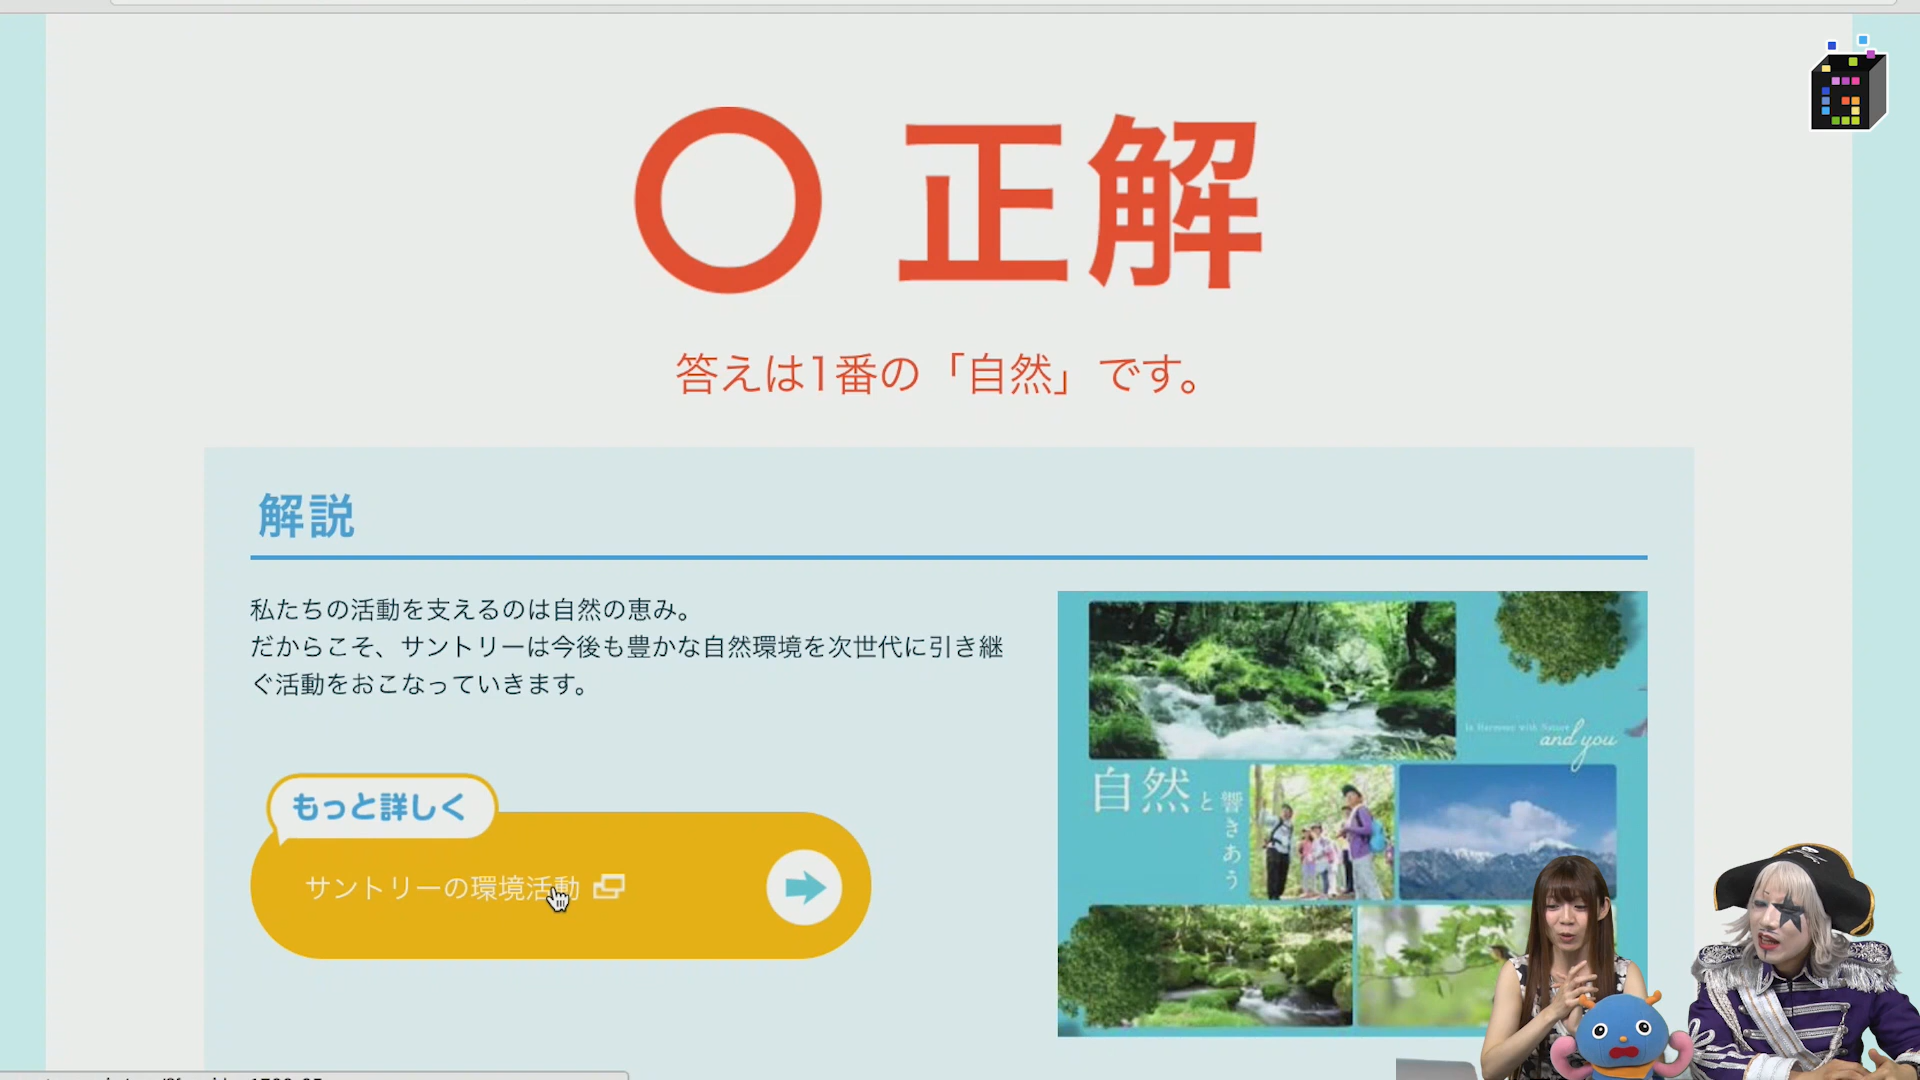 正解
答えは1番の「自然」です。
解説
私たちの活動を支えるのは自然の恵み。
だからこそ、サントリーは今後も豊かな自然環境を次世代に引き継
ぐ活動をおこなっていきます。
もっと詳しく
サントリーの環境活動
In Harmony with Nature
and you
自然と響きあう
G